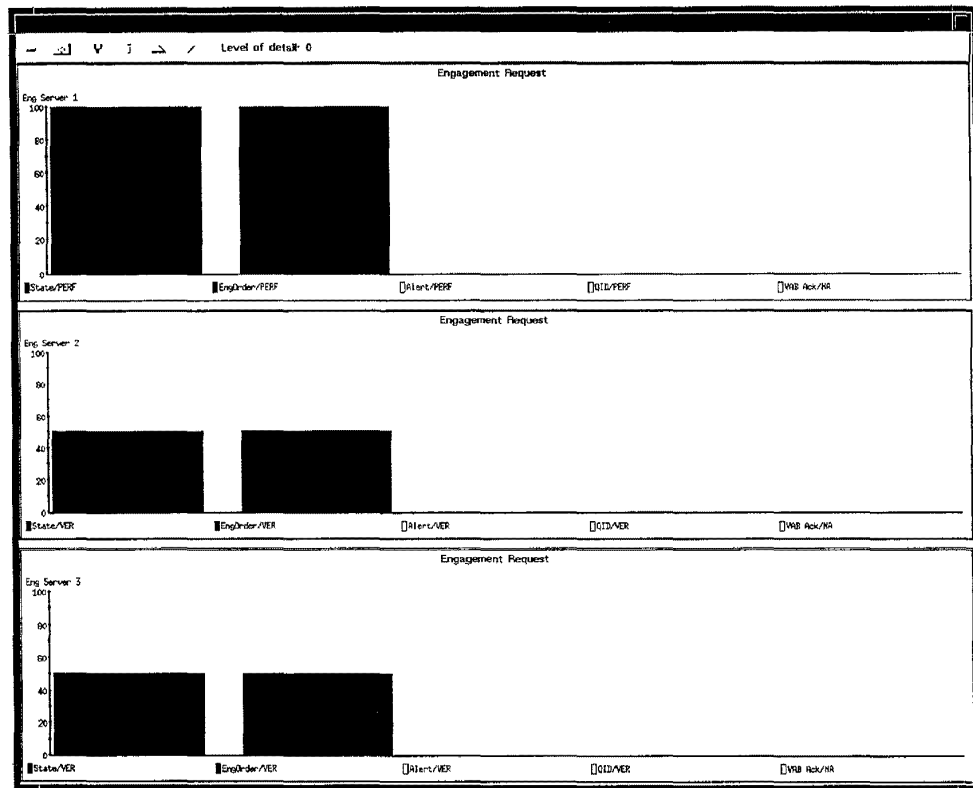 Level of detail 0
Engagement Request
Eng Server 1
100
80
60
40
20
0
State/PERF EngOrder/PERF Alert/PERF QID/PERF VAB Ack/NA
Engagement Request
Eng Server 2
100
80
60
40
20
0
State/VER EngOrder/VER Alert/VER QID/VER VAB Ack/NA
Engagement Request
Eng Server 3
100
80
60
40
20
0
State/VER EngOrder/VER Alert/VER QID/VER VAB Ack/NA